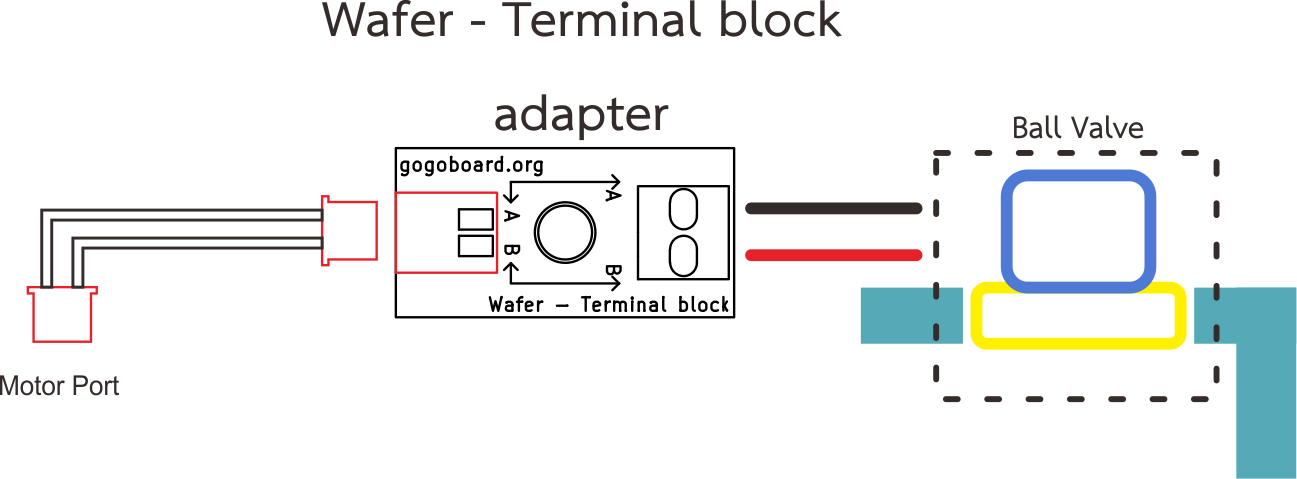 Wafer - Terminal block
adapter
Ball Valve
gogoboard.org
A
A
B
B
Wafer – Terminal block
Motor Port